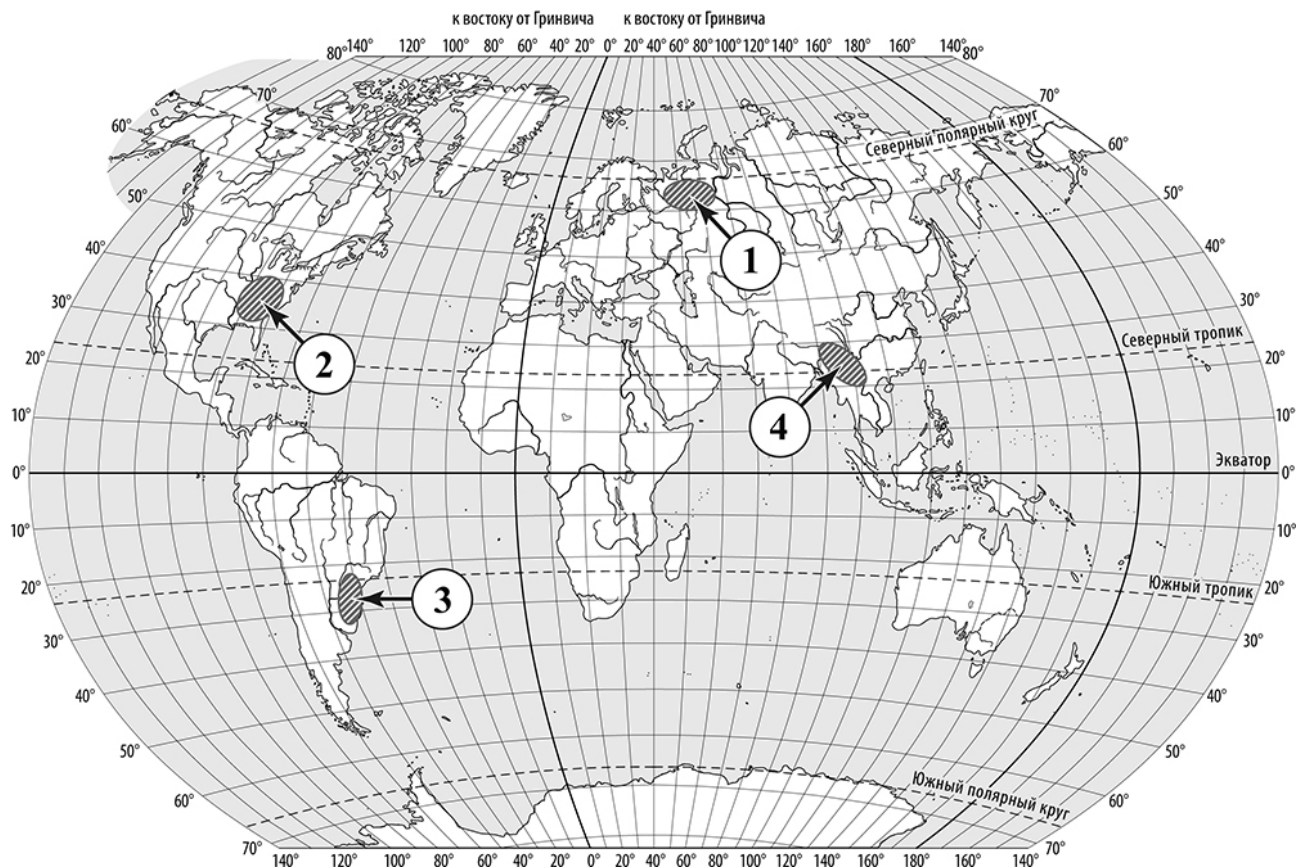 к востоку от Гринвича к востоку от Гринвича
80° 140° 120° 100° 80° 60° 40° 20° 0° 20° 40° 60° 80° 100° 120° 140° 160° 180° 160° 140° 80°
70° 70°
60° Северный полярный круг 60°
50° 50°
40° 40°
1
30° 30°
2
Северный тропик
20° 20°
4
10° 10°
Экватор
0° 0°
10° 10°
20° Южный тропик 20°
3
30° 30°
40° 40°
50° 50°
60° Южный полярный круг 60°
70° 70°
140° 120° 100° 80° 60° 40° 20° 0° 20° 40° 60° 80° 100° 120° 140° 160° 180° 160° 140°